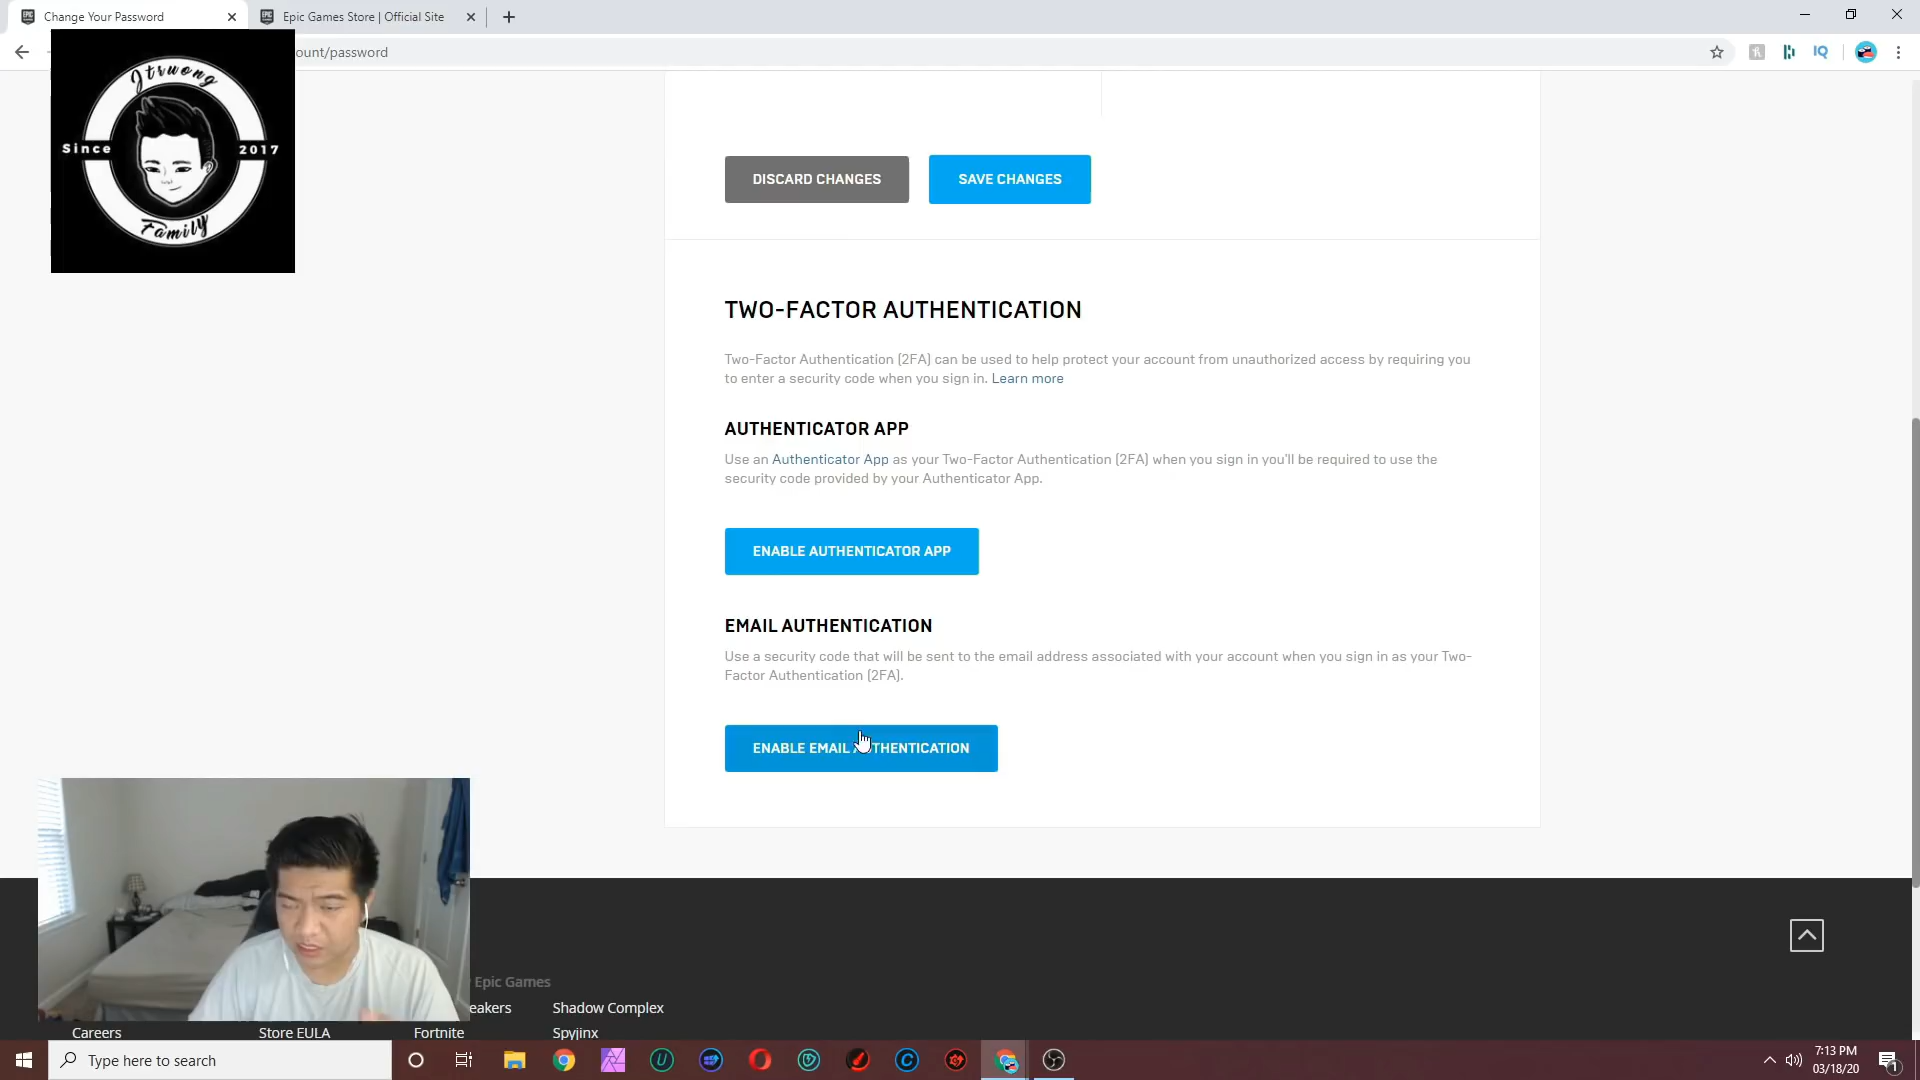 Change Your Password
Epic Games Store | Official Site
ount/password
Jtruong
Since 2017
Family
DISCARD CHANGES
SAVE CHANGES
TWO-FACTOR AUTHENTICATION
Two-Factor Authentication (2FA) can be used to help protect your account from unauthorized access by requiring you
to enter a security code when you sign in. Learn more
AUTHENTICATOR APP
Use an Authenticator App as your Two-Factor Authentication (2FA) when you sign in you'll be required to use the
security code provided by your Authenticator App.
ENABLE AUTHENTICATOR APP
EMAIL AUTHENTICATION
Use a security code that will be sent to the email address associated with your account when you sign in as your Two-
Factor Authentication (2FA).
ENABLE EMAIL AUTHENTICATION
Epic Games
eakers
Shadow Complex
Careers
Store EULA
Fortnite
Spyjinx
Type here to search
7:13 PM
03/18/20
1
IQ